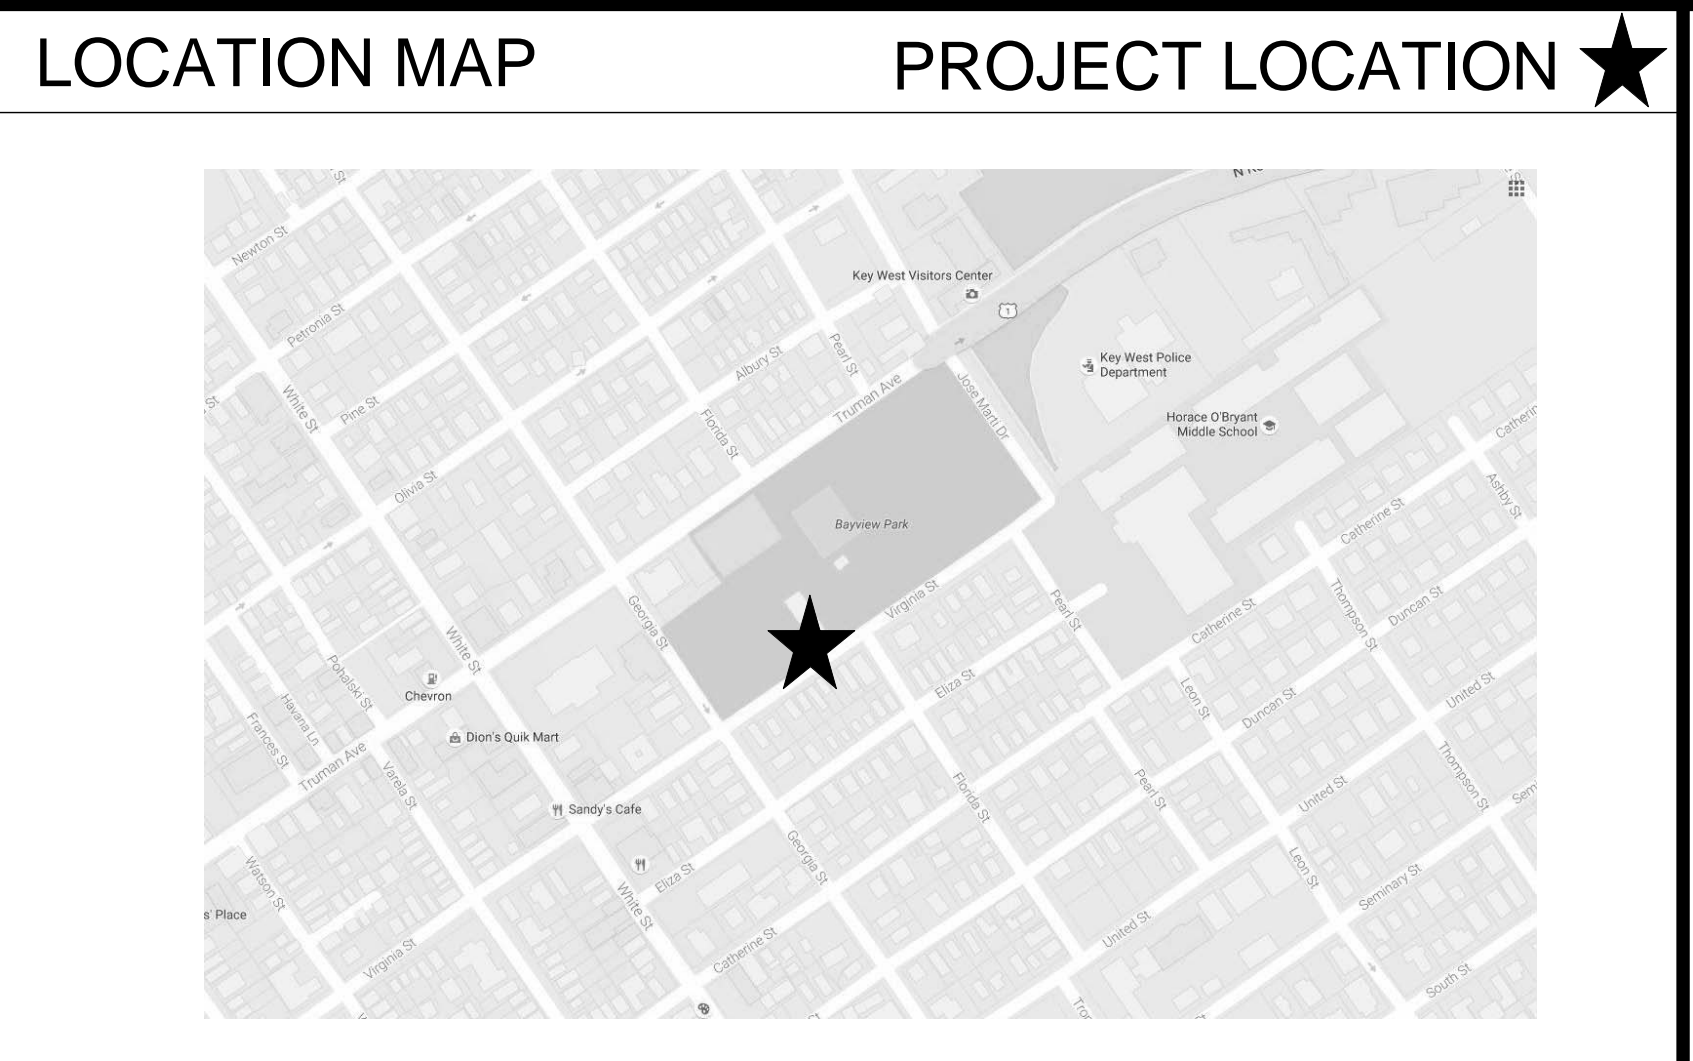 LOCATION MAP
PROJECT LOCATION
Newton St
Petronia St
White St
Pine St
Olivia St
Albury St
Pearl St
Florida St
Truman Ave
Key West Visitors Center
1
Jose Marti Dr
Key West Police
Department
Horace O'Bryant
Middle School
Catherin
Ashby St
Catherine St
Bayview Park
Virginia St
Georgia St
Pearl St
Thompson St
Duncan St
Catherine St
White St
Pohalski St
Havana Ln
Frances St
Chevron
Dion's Quik Mart
Truman Ave
Varela St
Eliza St
Leon St
Duncan St
United St
Thompson St
Sandy's Cafe
Florida St
Pearl St
United St
Georgia St
Watson St
Eliza St
White St
Leon St
Seminary St
s' Place
Virginia St
Catherine St
United St
South St